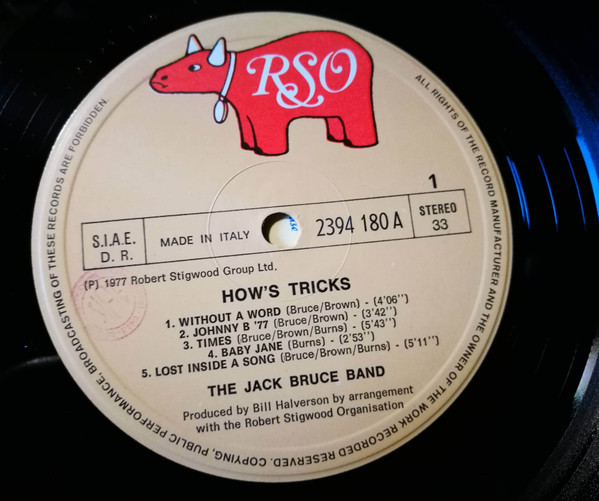 RSO
ALL RIGHTS OF THE RECORD MANUFACTURER AND THE OWNER OF THE WORK RECORDED RESERVED. COPYING, PUBLIC PERFORMANCE, BROADCASTING OF THESE RECORDS ARE FORBIDDEN.
1
S.I.A.E.
D. R.
MADE IN ITALY
2394 180 A
STEREO
33
(P) 1977 Robert Stigwood Group Ltd.
HOW'S TRICKS
1. WITHOUT A WORD (Bruce/Brown) - (4'06'')
2. JOHNNY B '77 (Bruce/Brown) - (3'42'')
3. TIMES (Bruce/Brown/Burns) - (5'43'')
4. BABY JANE (Burns) - (2'53'')
5. LOST INSIDE A SONG (Bruce/Brown/Burns) - (5'11'')
THE JACK BRUCE BAND
Produced by Bill Halverson by arrangement
with the Robert Stigwood Organisation